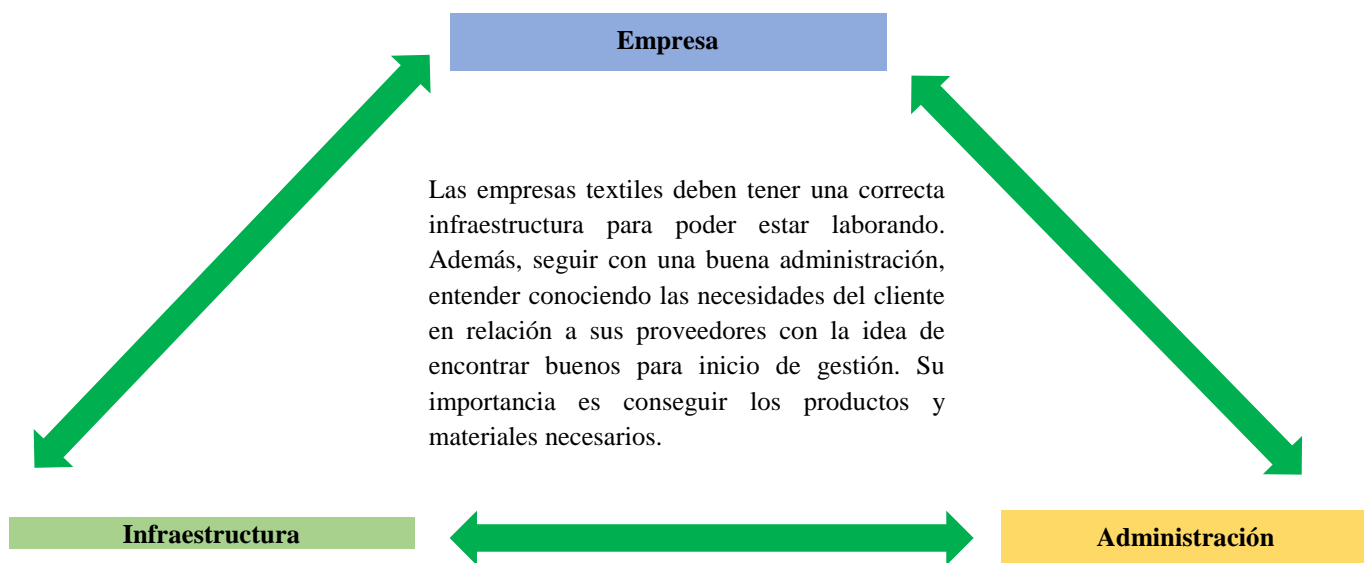 Empresa
Las empresas textiles deben tener una correcta
infraestructura para poder estar laborando.
Además, seguir con una buena administración,
entender conociendo las necesidades del cliente
en relación a sus proveedores con la idea de
encontrar buenos para inicio de gestión. Su
importancia es conseguir los productos y
materiales necesarios.
Infraestructura
Administración